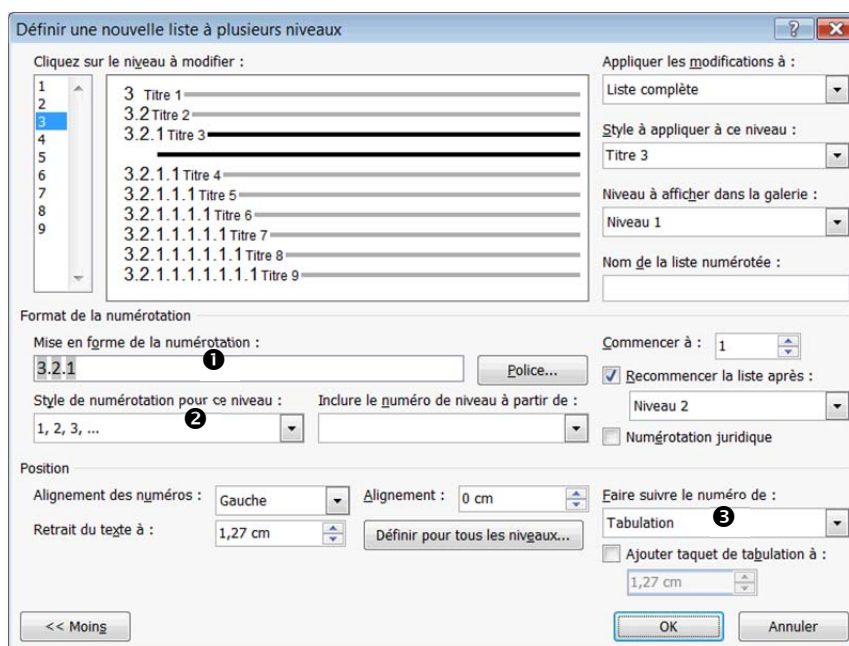 Définir une nouvelle liste à plusieurs niveaux
Cliquez sur le niveau à modifier :
1
2
3
4
5
6
7
8
9
3 Titre 1
3.2 Titre 2
3.2.1 Titre 3
3.2.1.1 Titre 4
3.2.1.1.1 Titre 5
3.2.1.1.1.1 Titre 6
3.2.1.1.1.1.1 Titre 7
3.2.1.1.1.1.1.1 Titre 8
3.2.1.1.1.1.1.1.1 Titre 9
Appliquer les modifications à :
Liste complète
Style à appliquer à ce niveau :
Titre 3
Niveau à afficher dans la galerie :
Niveau 1
Nom de la liste numérotée :
Format de la numérotation
Mise en forme de la numérotation :
❶
3.2.1
Police...
Style de numérotation pour ce niveau :
❷
1, 2, 3, ...
Inclure le numéro de niveau à partir de :
Commencer à : 1
Recommencer la liste après :
Niveau 2
Numérotation juridique
Position
Alignement des numéros : Gauche
Alignement : 0 cm
Retrait du texte à : 1,27 cm
Définir pour tous les niveaux...
Faire suivre le numéro de :
Tabulation ❸
Ajouter taquet de tabulation à :
1,27 cm
<< Moins
OK
Annuler